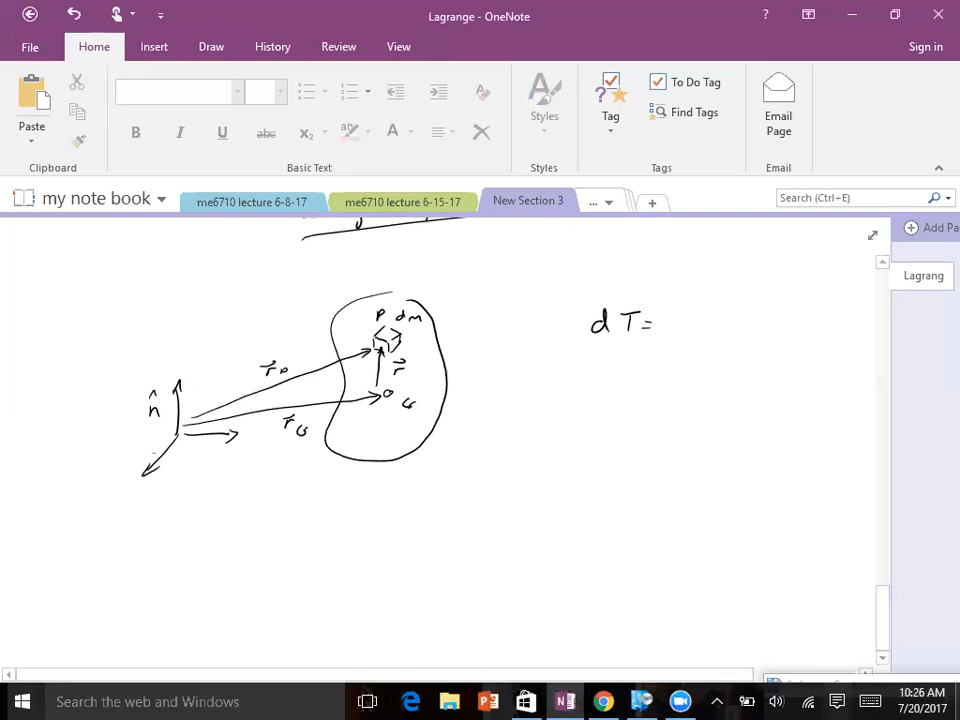 Lagrange - OneNote
?
File
Home
Insert
Draw
History
Review
View
Sign in
Paste
B I U abc x₂ A
Styles
Tag
To Do Tag
Find Tags
Email Page
Clipboard
Basic Text
Styles
Tags
Email
my note book
me6710 lecture 6-8-17
me6710 lecture 6-15-17
New Section 3
...
Search (Ctrl+E)
Add Pa
Lagrang
P dm
d T=
r⃗
G
n̂
r⃗G
Search the web and Windows
10:26 AM
7/20/2017